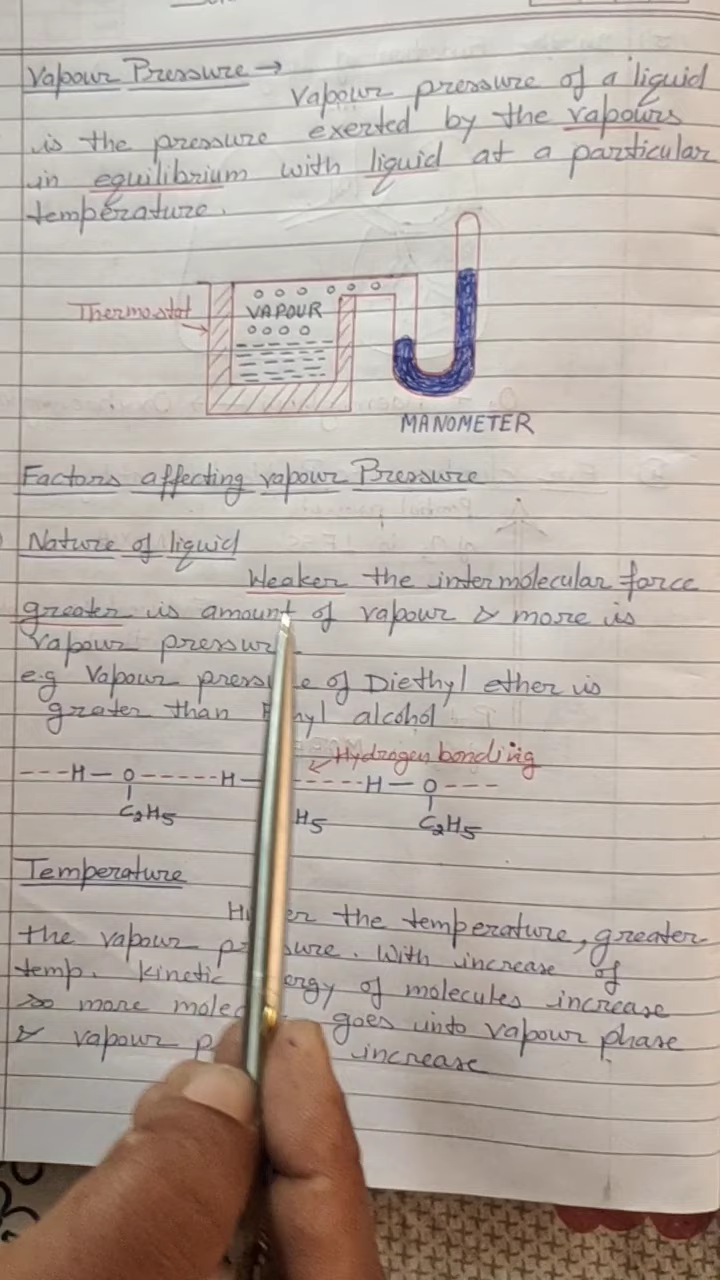 Vapour Pressure →
Vapour pressure of a liquid
is the pressure exerted by the vapours
in equilibrium with liquid at a particular
temperature.
Thermostat
VAPOUR
MANOMETER
Factors affecting vapour Pressure
Nature of liquid
Weaker the intermolecular force
greater is amount of vapour & more is
vapour
e.g Vapour of Diethyl ether is
greater than alcohol
Hydrogen bonding
---H—O-----H— -----H—O---
C2H5 H5 C2H5
Temperature
the temperature, greater
the vapour . With increase of
temp. Kinetic of molecules increase
so more goes into vapour phase
& vapour increase